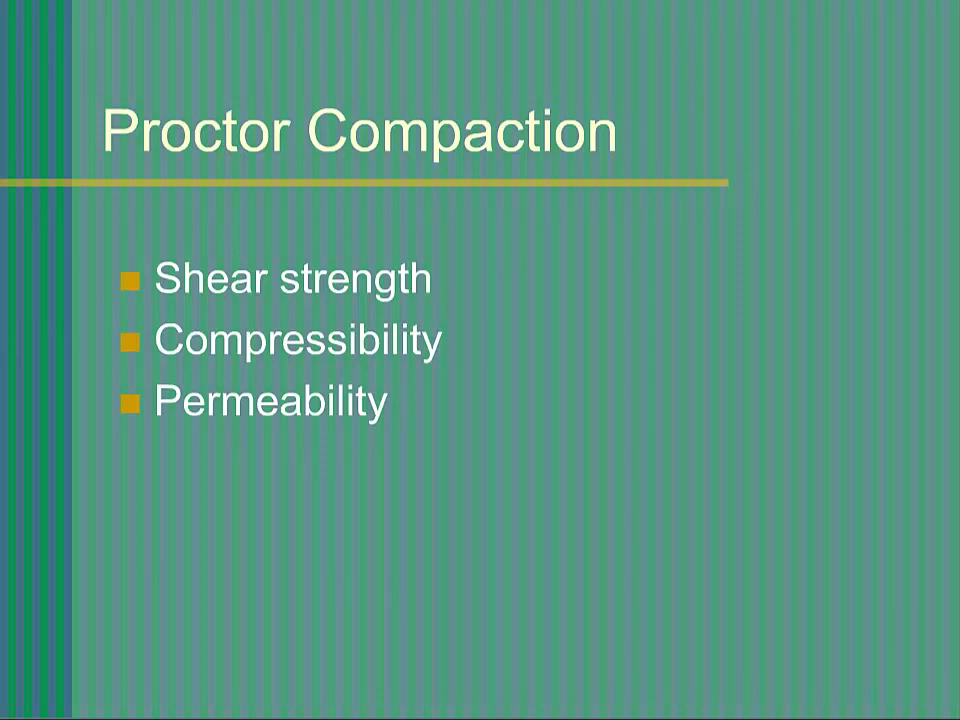 Proctor Compaction
Shear strength
Compressibility
Permeability